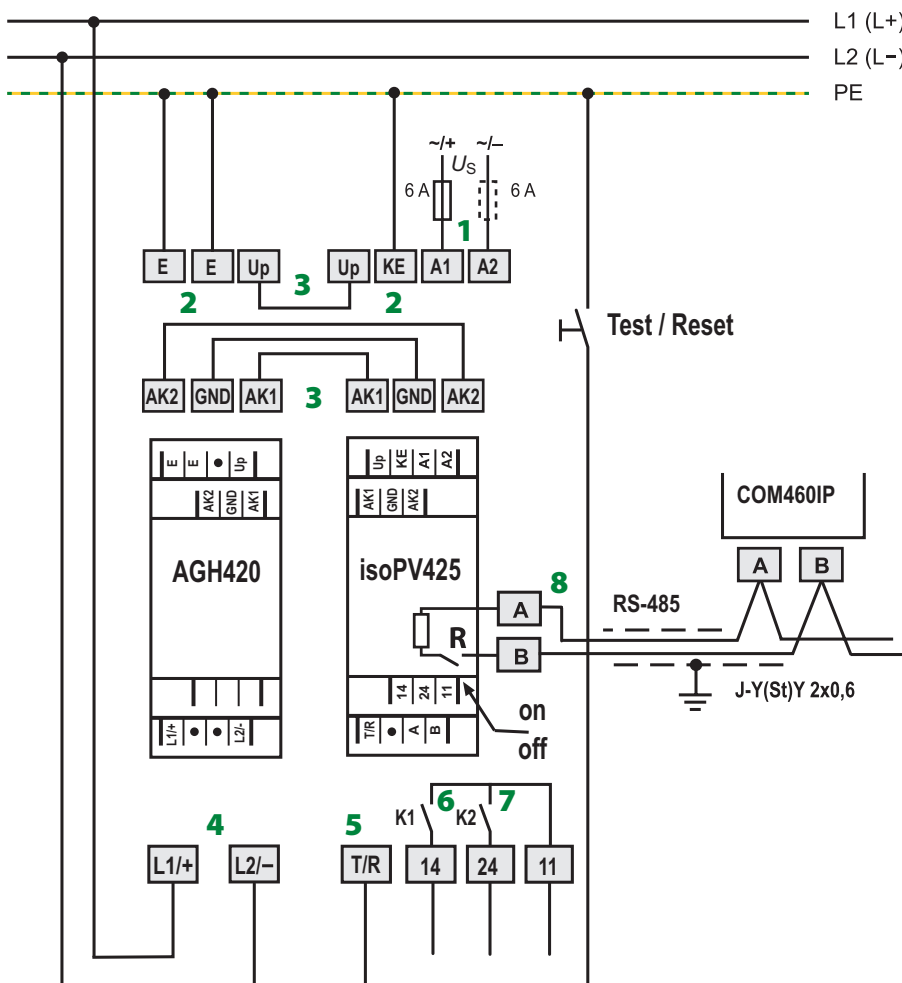 L1 (L+)
L2 (L−)
PE
~/+ ~/−
US
6 A 6 A
1
E E Up Up KE A1 A2
2 3 2
Test / Reset
AK2 GND AK1 3 AK1 GND AK2
E E Up
AK2 GND AK1
AGH420
L1/+ L2/-
Up KE A1 A2
AK1 GND AK2
isoPV425
R
14 24 11
T/R A B
on
off
A
B
8
RS-485
COM460IP
A B
J-Y(St)Y 2x0,6
4
L1/+ L2/−
5
T/R
K1 6 K2 7
14 24 11